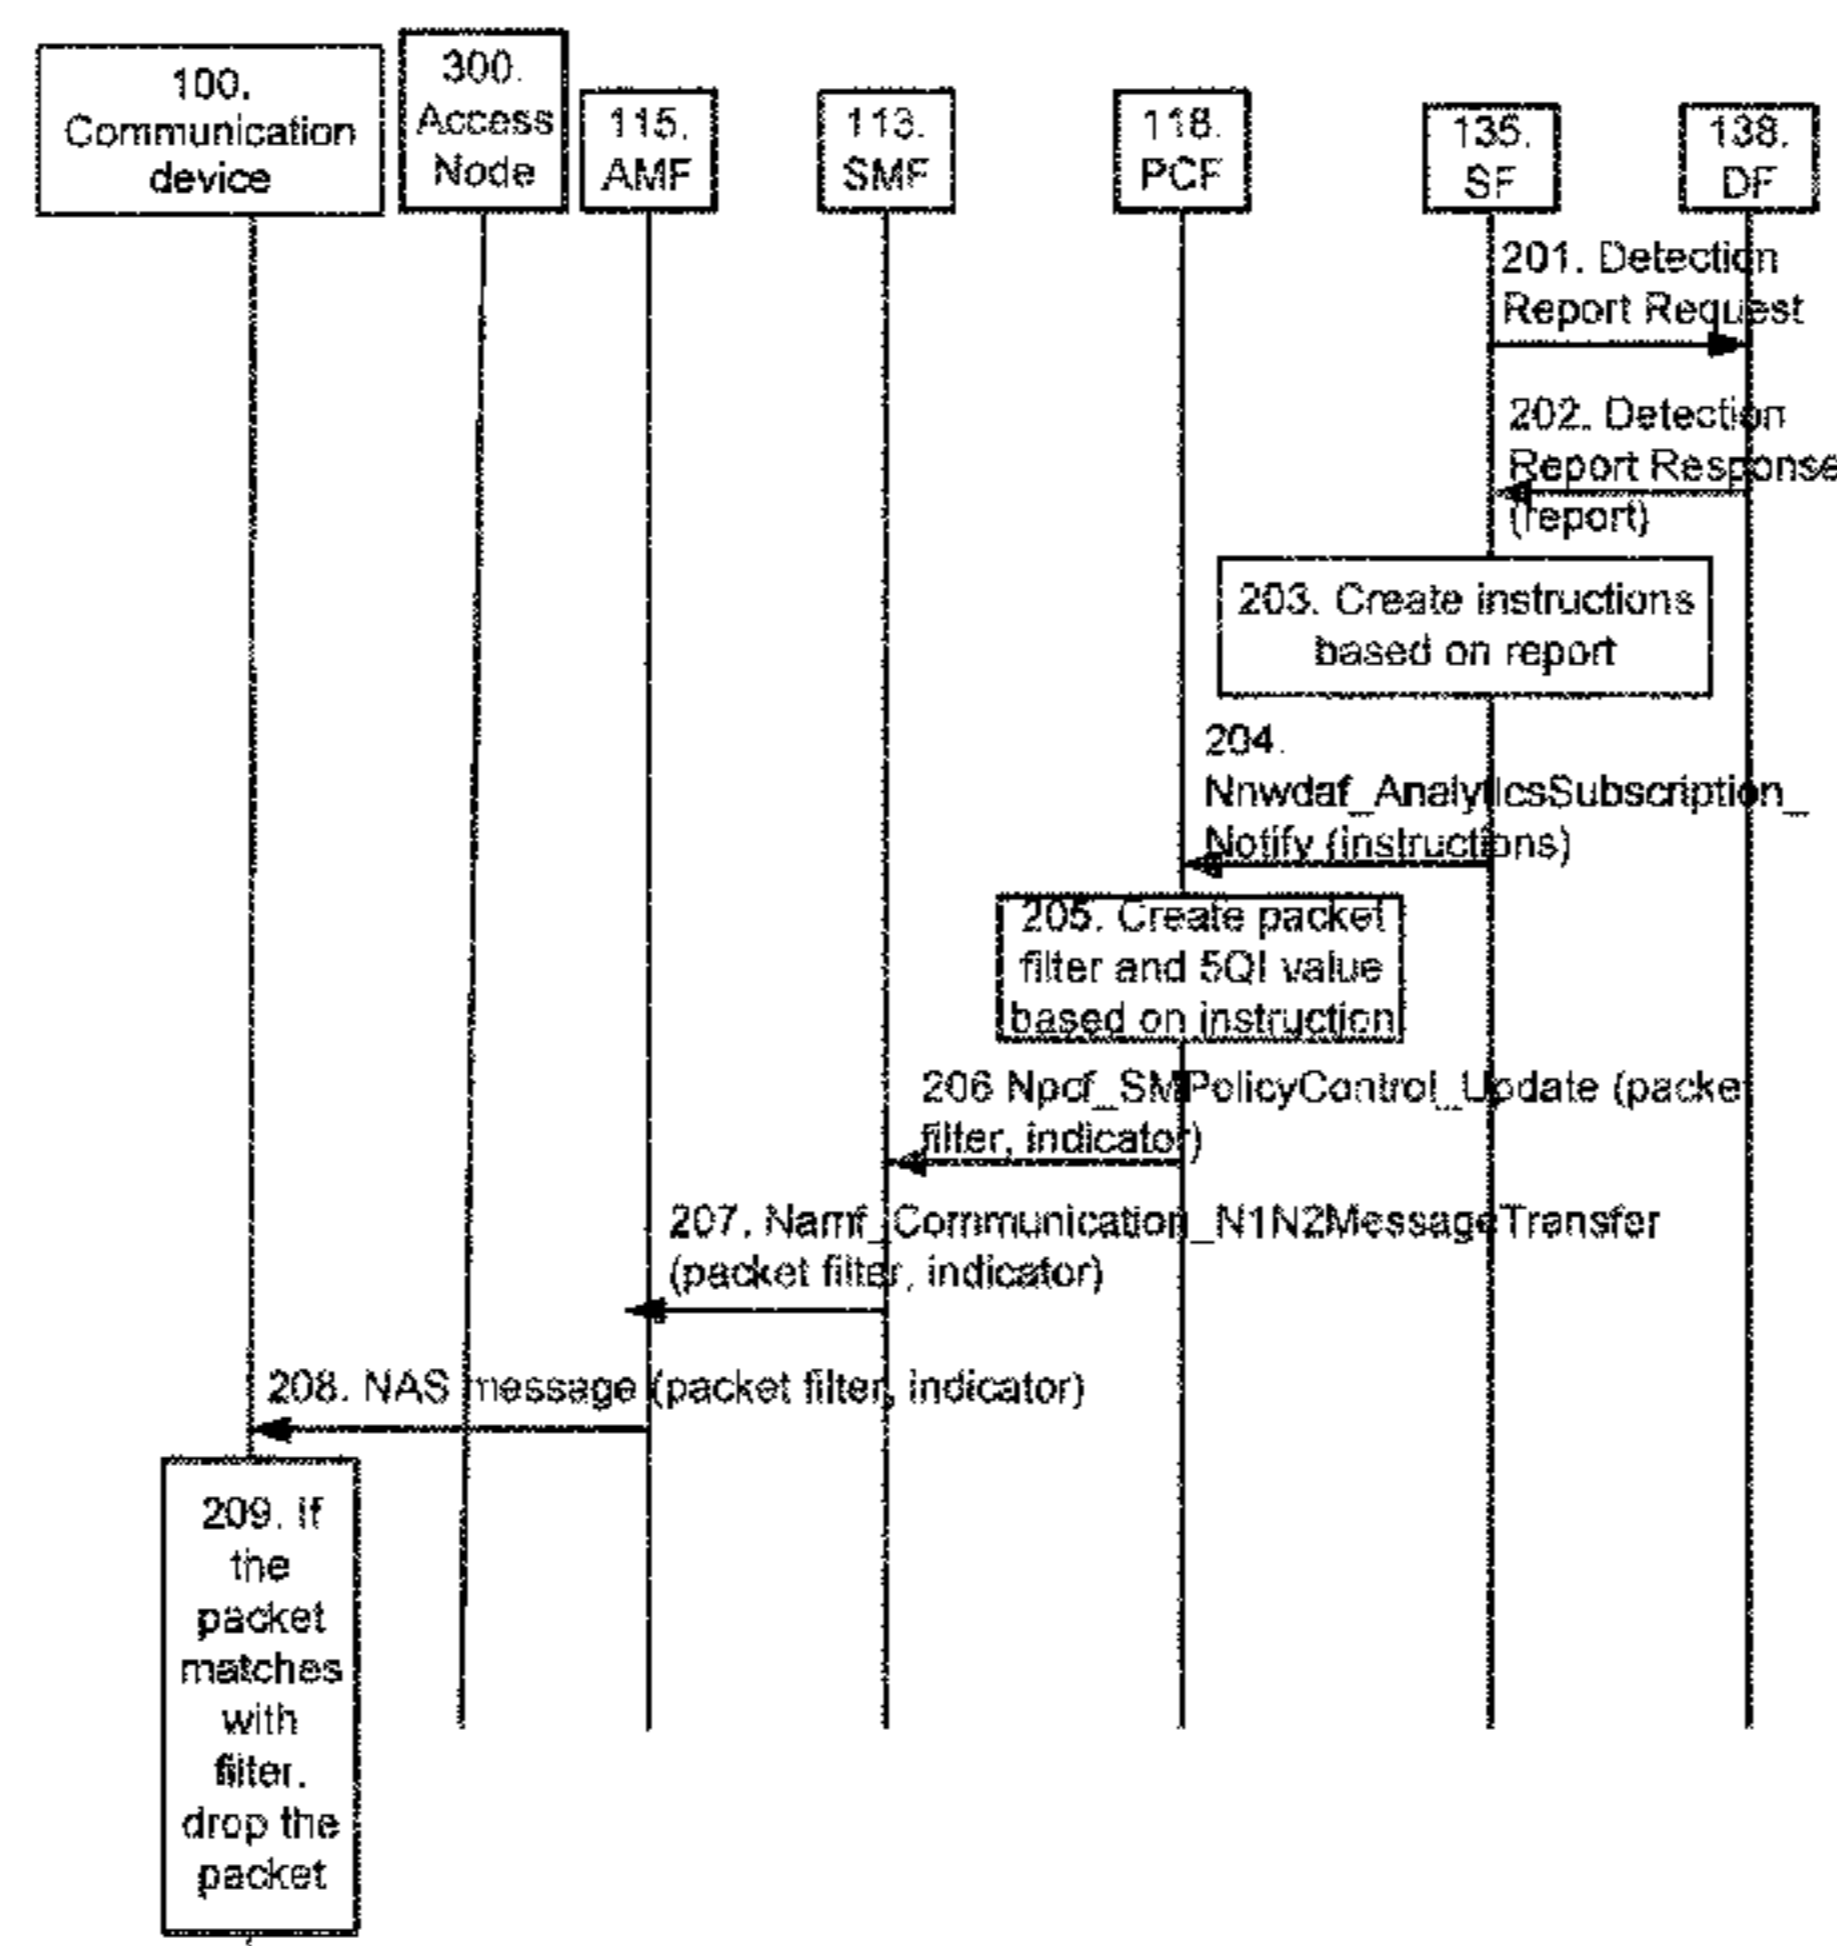 100.
Communication
device
300.
Access
Node
115.
AMF
113.
SMF
118.
PCF
135.
SF
138.
DF
201. Detection
Report Request
202. Detection
Report Response
(report)
203. Create instructions
based on report
204.
Nnwdaf_AnalyticsSubscription_
Notify (instructions)
205. Create packet
filter and 5QI value
based on instruction
206 Npcf_SMPolicyControl_Update (packet
filter, indicator)
207. Namf_Communication_N1N2MessageTransfer
(packet filter, indicator)
208. NAS message (packet filter, indicator)
209. If
the
packet
matches
with
filter.
drop the
packet